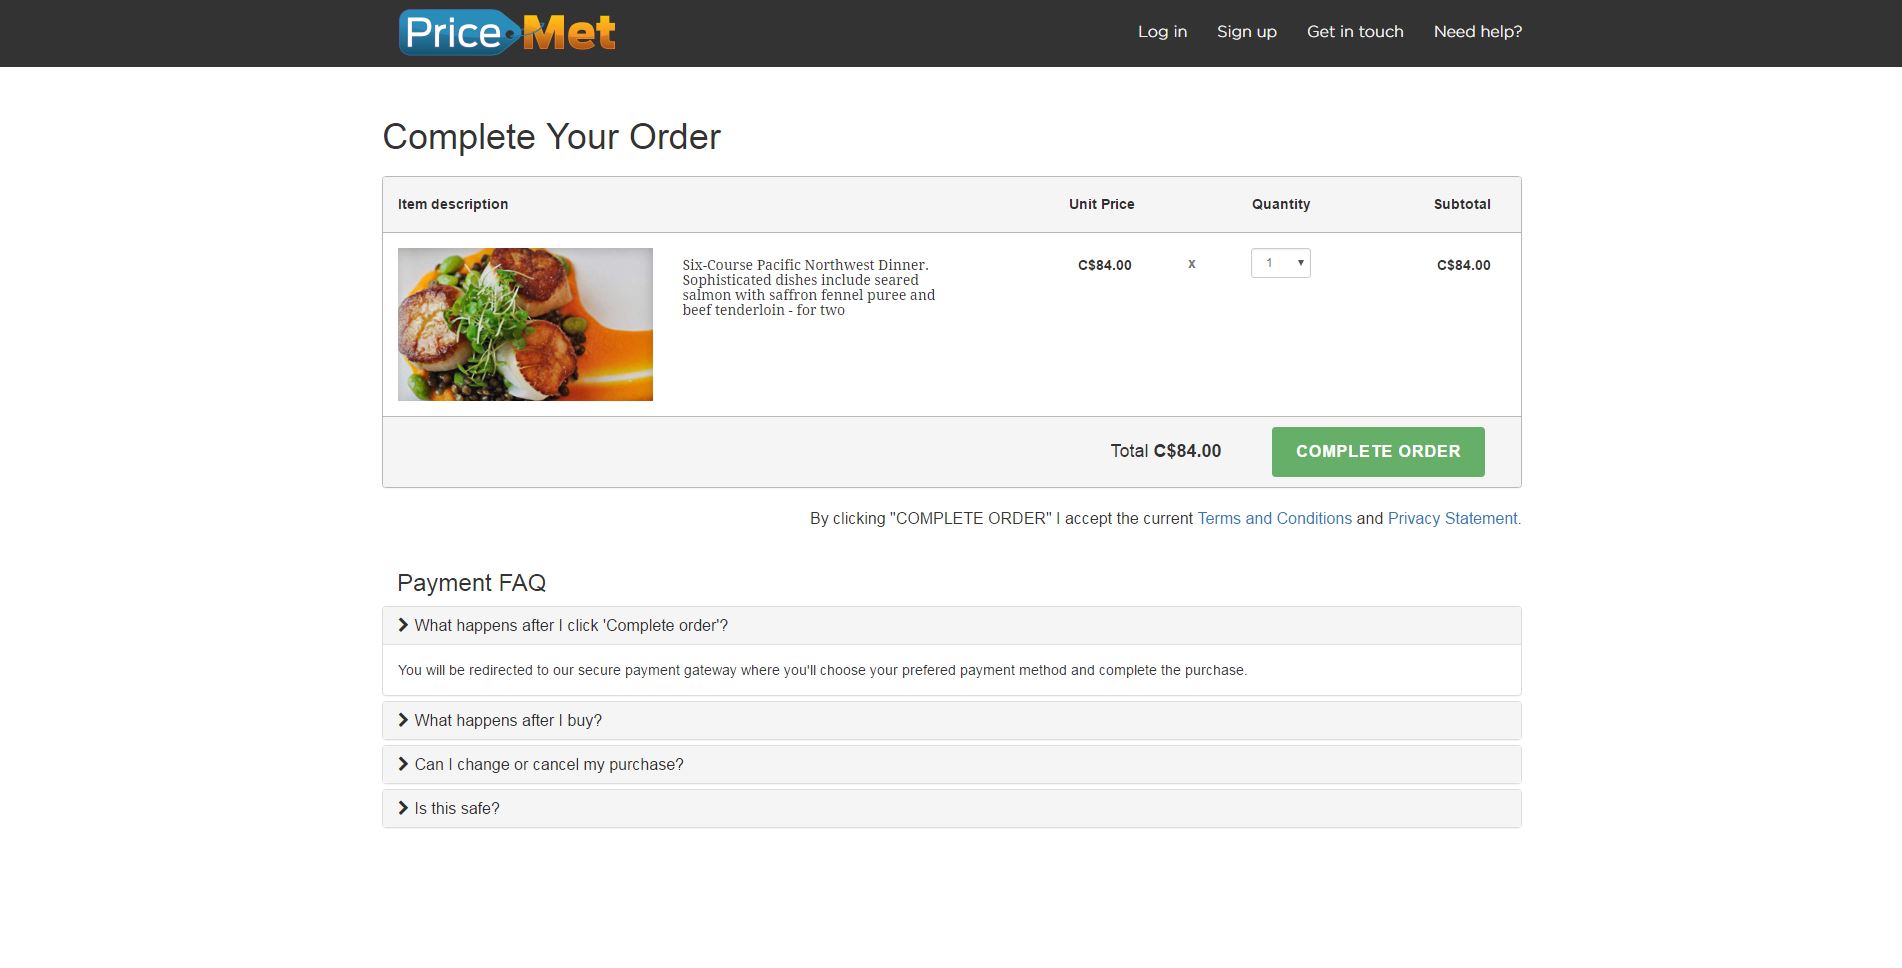 Price Met
Log in
Sign up
Get in touch
Need help?
Complete Your Order
Item description
Unit Price
Quantity
Subtotal
Six-Course Pacific Northwest Dinner.
Sophisticated dishes include seared
salmon with saffron fennel puree and
beef tenderloin - for two
C$84.00
x
1
C$84.00
Total C$84.00
COMPLETE ORDER
By clicking "COMPLETE ORDER" I accept the current Terms and Conditions and Privacy Statement.
Payment FAQ
What happens after I click 'Complete order'?
You will be redirected to our secure payment gateway where you'll choose your prefered payment method and complete the purchase.
What happens after I buy?
Can I change or cancel my purchase?
Is this safe?